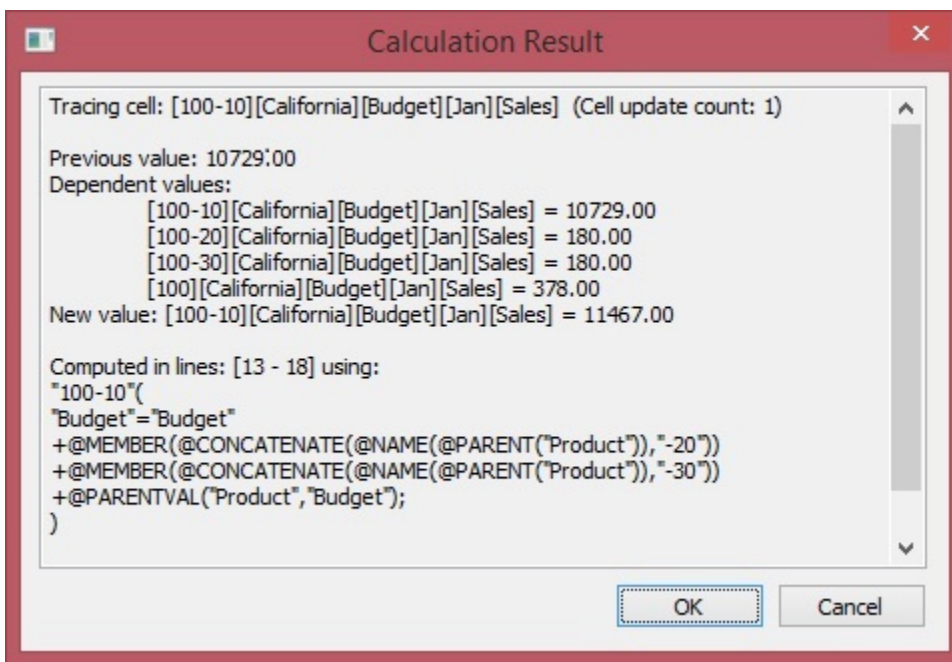 Calculation Result
Tracing cell: [100-10][California][Budget][Jan][Sales] (Cell update count: 1)
Previous value: 10729.00
Dependent values:
[100-10][California][Budget][Jan][Sales] = 10729.00
[100-20][California][Budget][Jan][Sales] = 180.00
[100-30][California][Budget][Jan][Sales] = 180.00
[100][California][Budget][Jan][Sales] = 378.00
New value: [100-10][California][Budget][Jan][Sales] = 11467.00
Computed in lines: [13 - 18] using:
"100-10"(
"Budget"="Budget"
+@MEMBER(@CONCATENATE(@NAME(@PARENT("Product")),"-20"))
+@MEMBER(@CONCATENATE(@NAME(@PARENT("Product")),"-30"))
+@PARENTVAL("Product","Budget");
)
OK Cancel